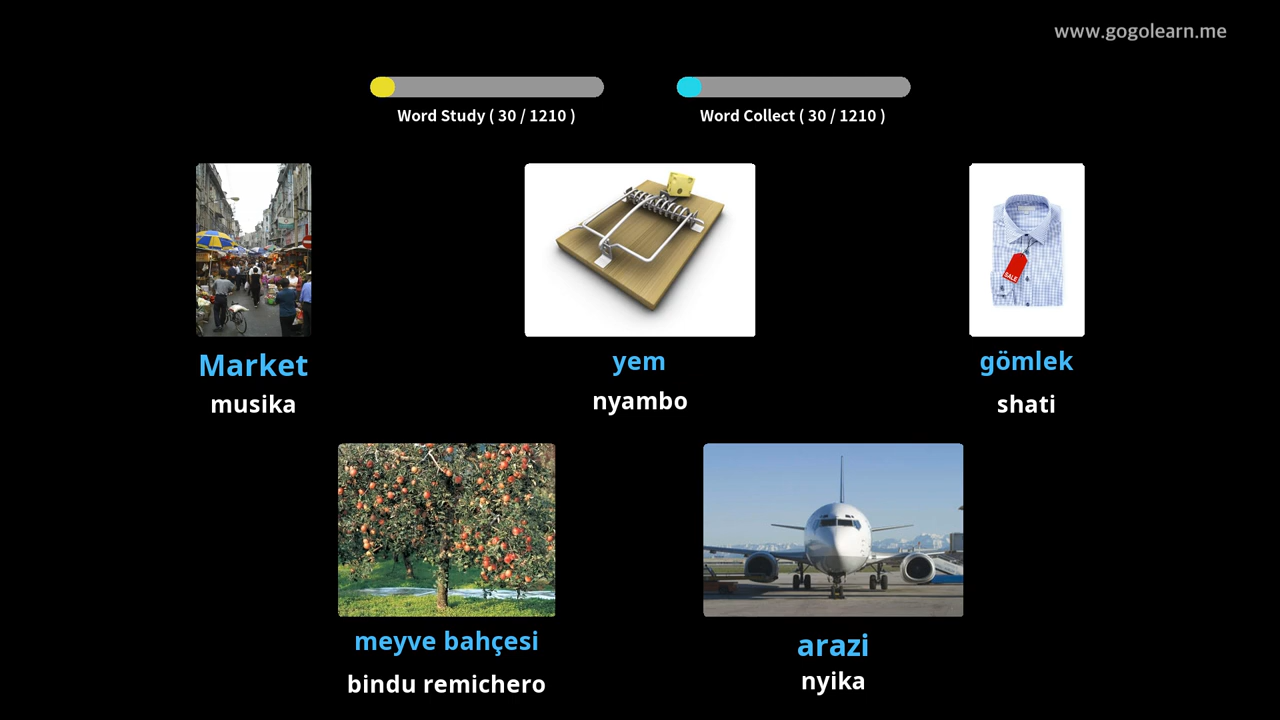 www.gogolearn.me
Word Study ( 30 / 1210 )
Word Collect ( 30 / 1210 )
SALE
Market
musika
yem
nyambo
gömlek
shati
meyve bahçesi
bindu remichero
arazi
nyika